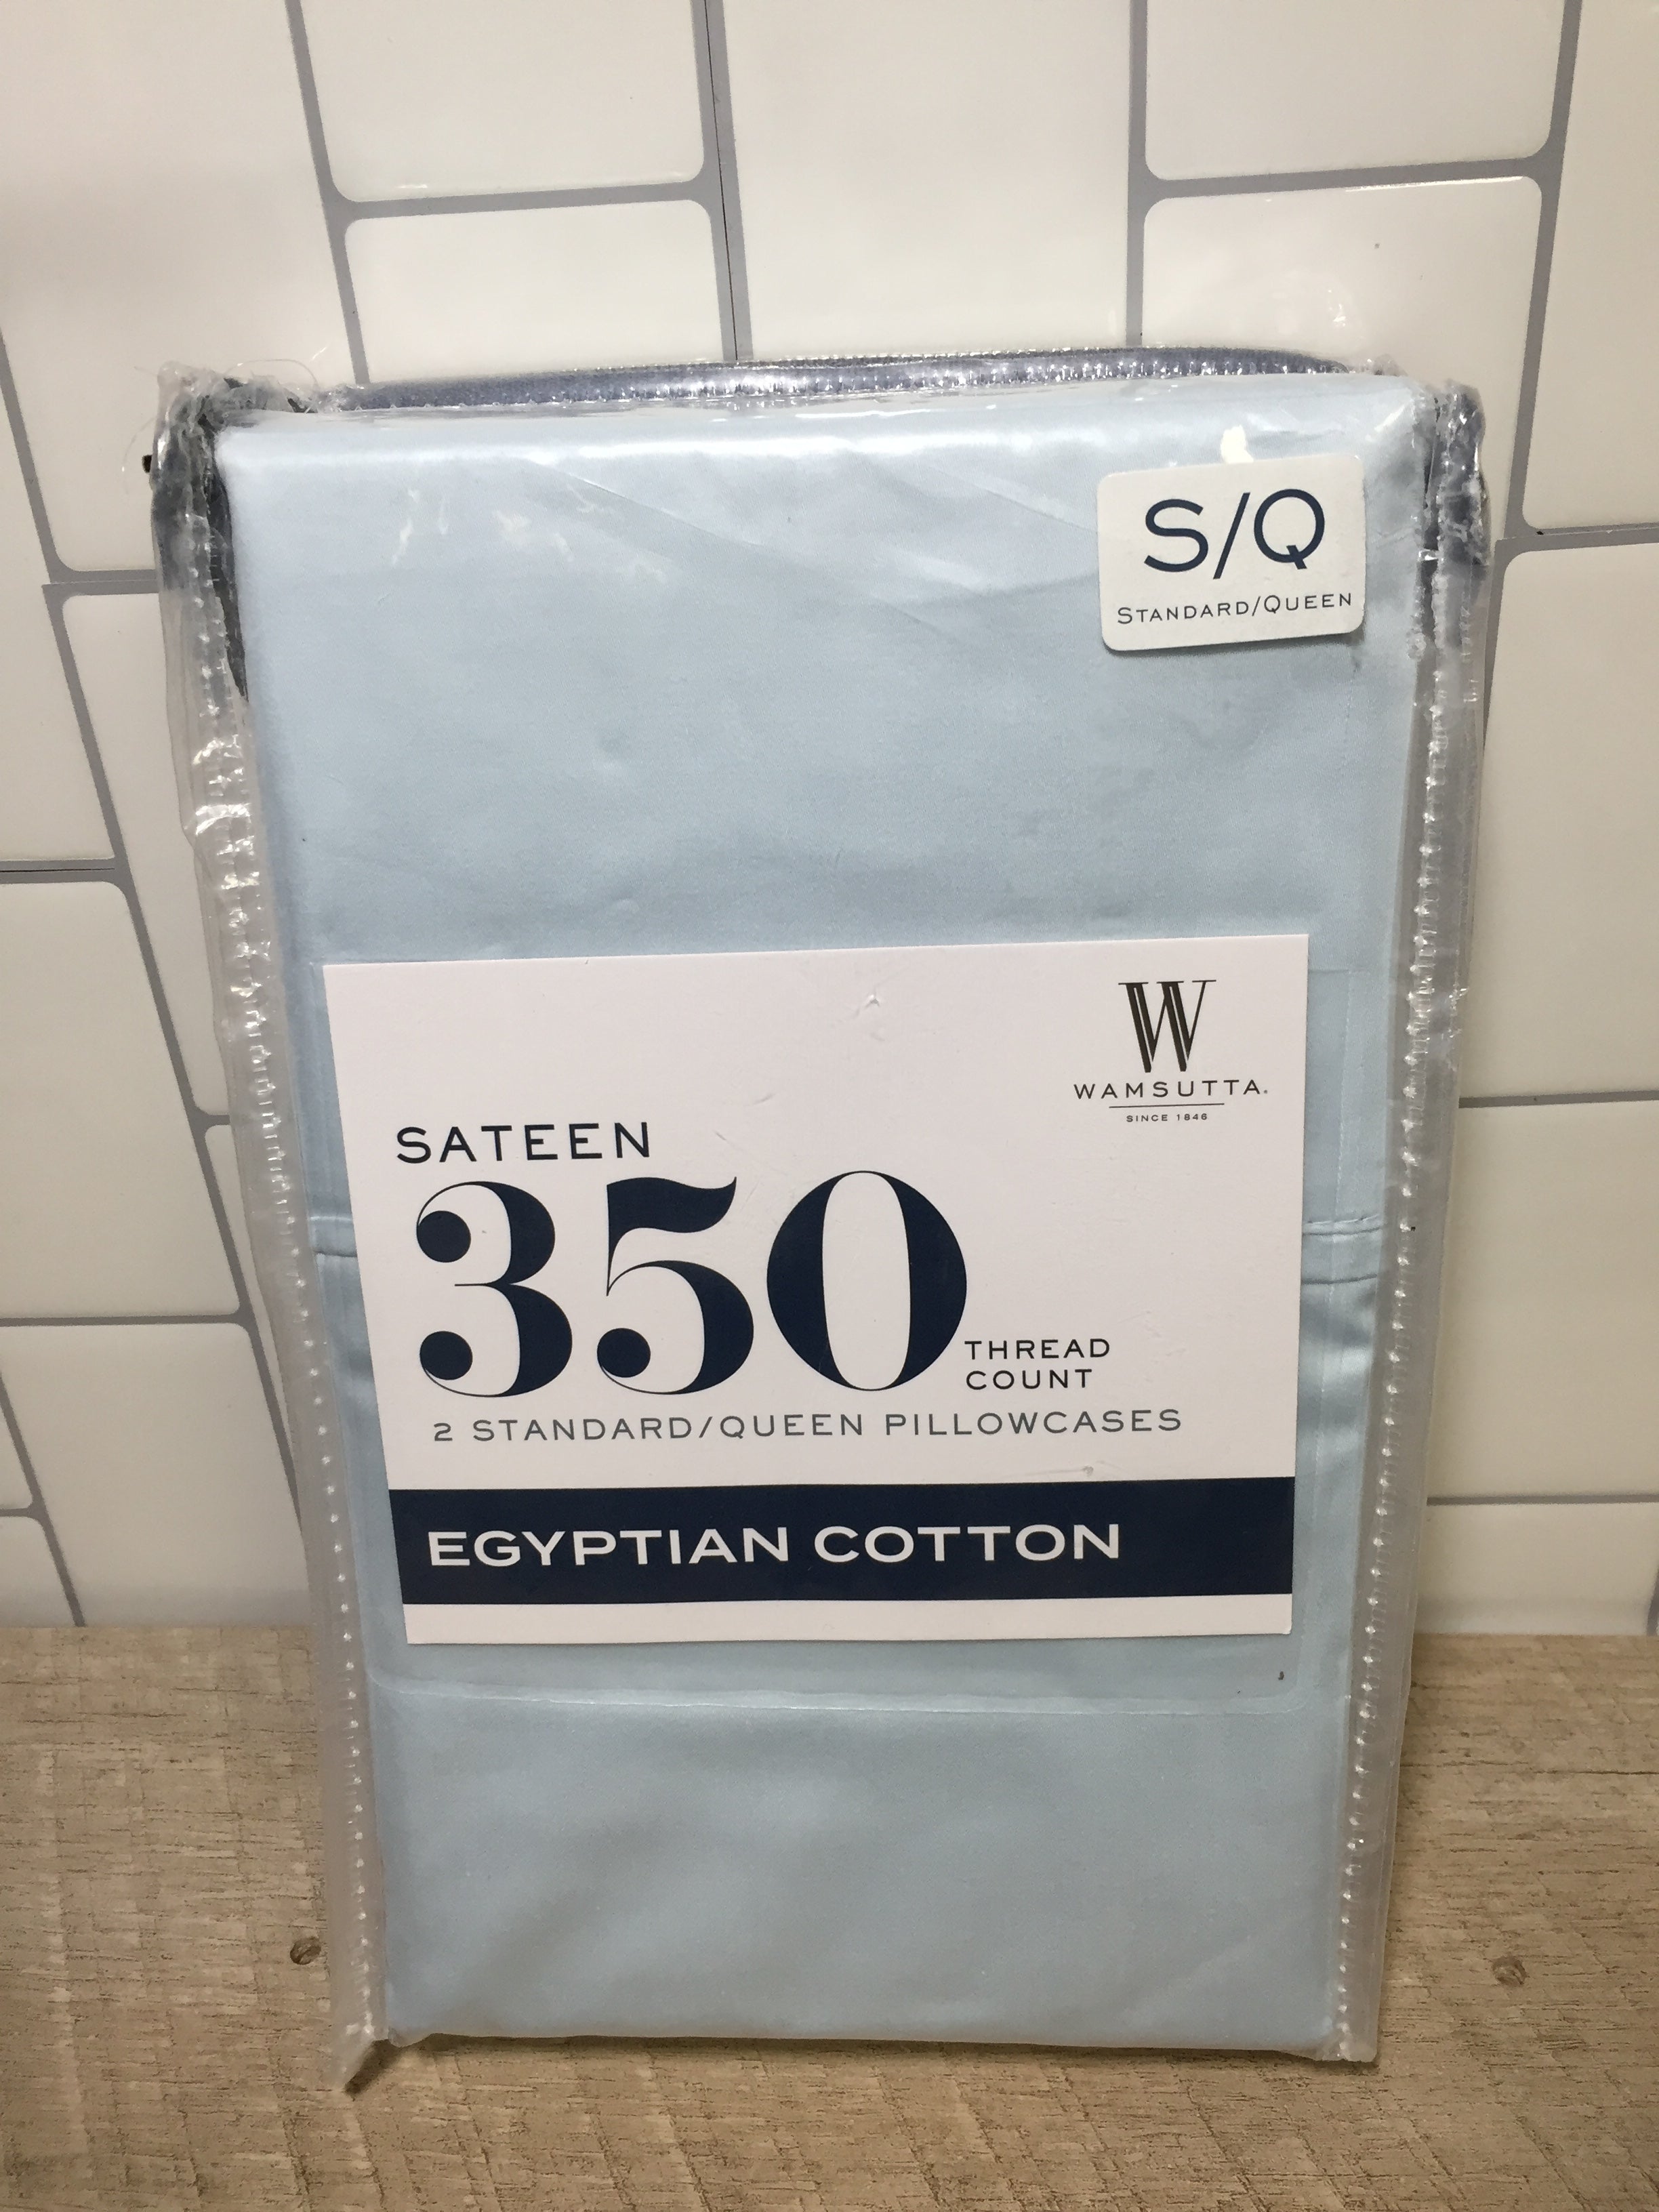 S/Q
STANDARD/QUEEN
W
WAMSUTTA.
SINCE 1846
SATEEN
350 THREAD
COUNT
2 STANDARD/QUEEN PILLOWCASES
EGYPTIAN COTTON